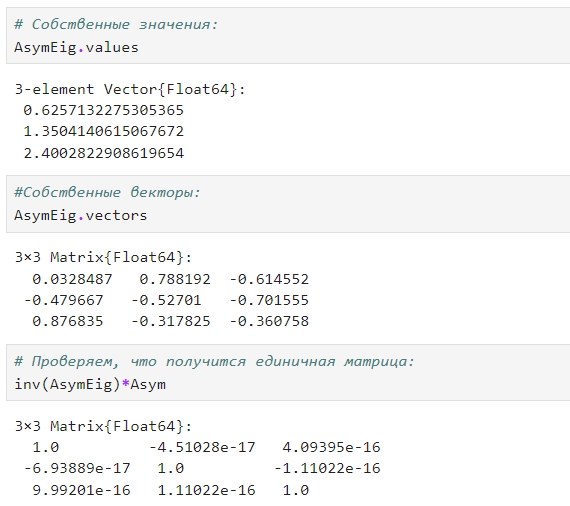 # Собственные значения:
AsymEig.values
3-element Vector{Float64}:
0.6257132275305365
1.3504140615067672
2.4002822908619654
#Собственные векторы:
AsymEig.vectors
3×3 Matrix{Float64}:
0.0328487 0.788192 -0.614552
-0.479667 -0.52701 -0.701555
0.876835 -0.317825 -0.360758
# Проверяем, что получится единичная матрица:
inv(AsymEig)*Asym
3×3 Matrix{Float64}:
1.0 -4.51028e-17 4.09395e-16
-6.93889e-17 1.0 -1.11022e-16
9.99201e-16 1.11022e-16 1.0